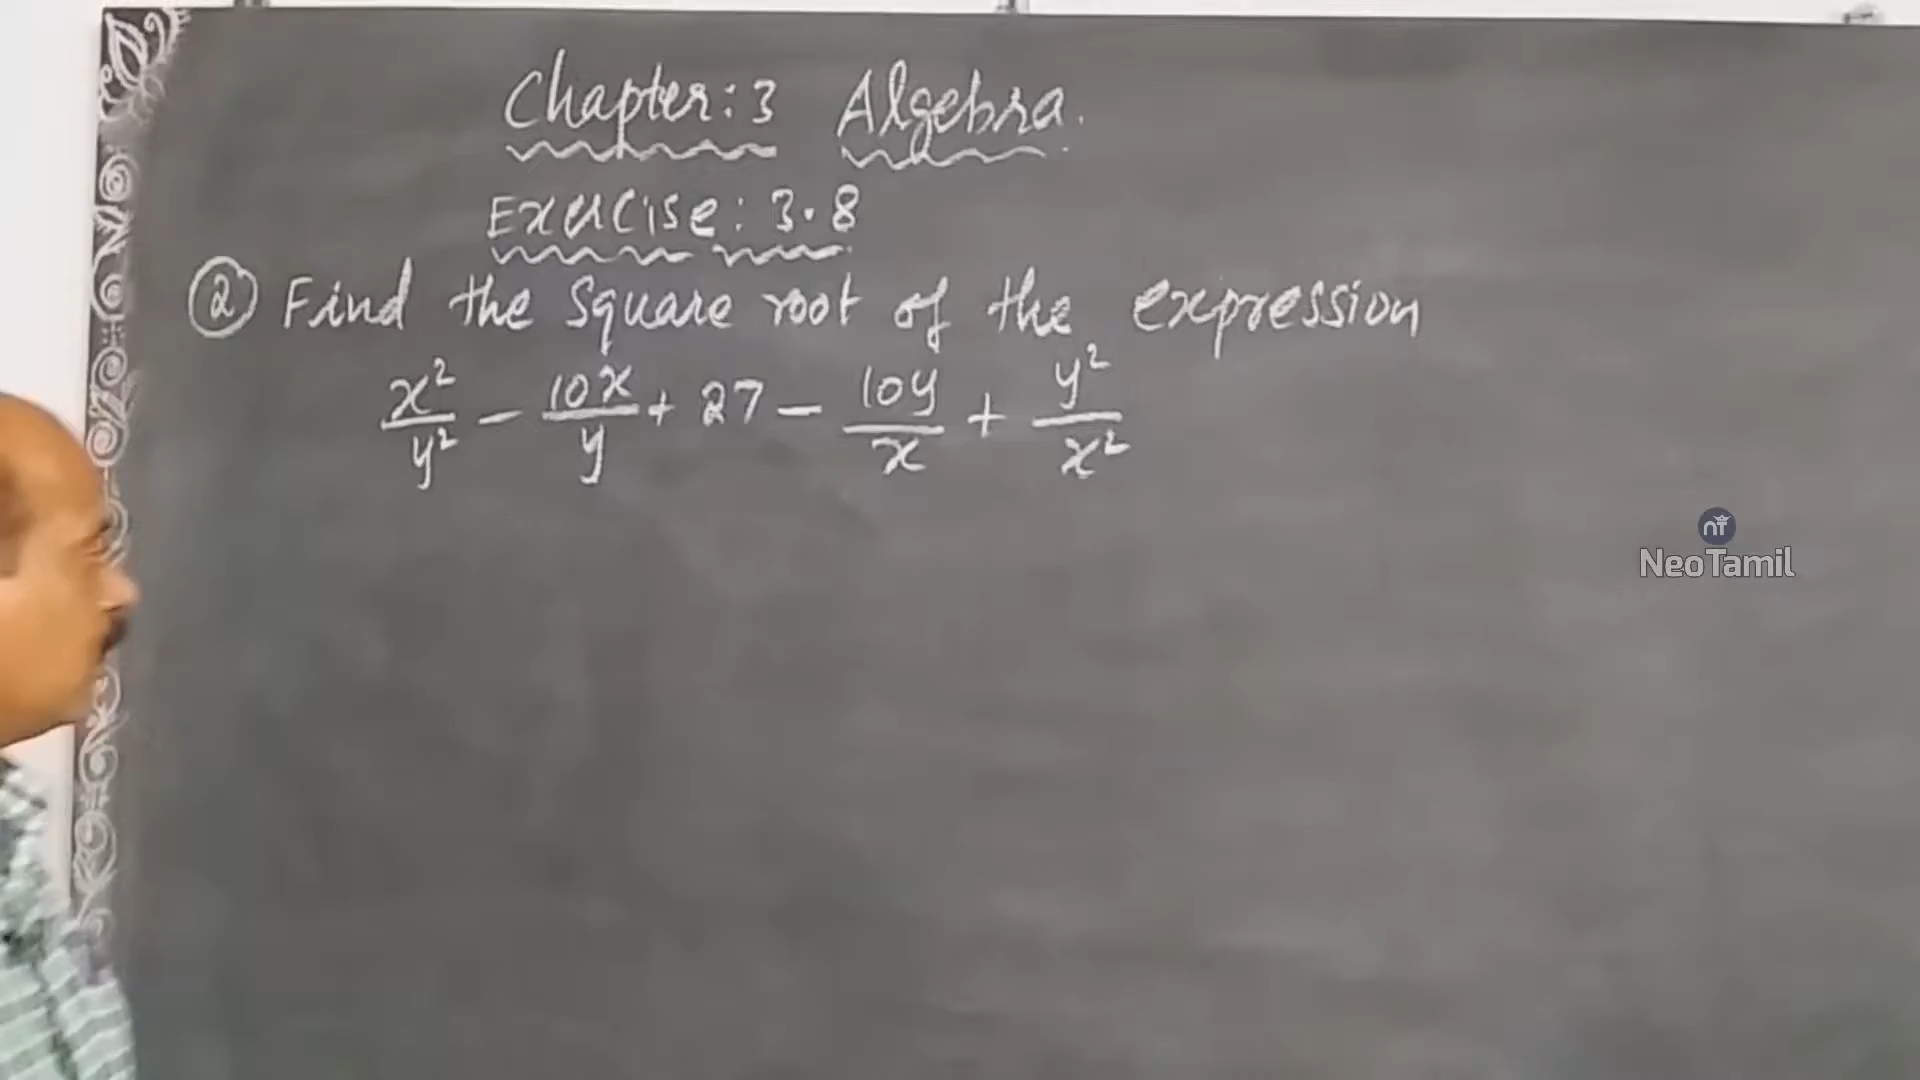 Chapter: 3 Algebra.
Exercise: 3.8
② Find the square root of the expression
x²/y² - 10x/y + 27 - 10y/x + y²/x²
NT
NeoTamil